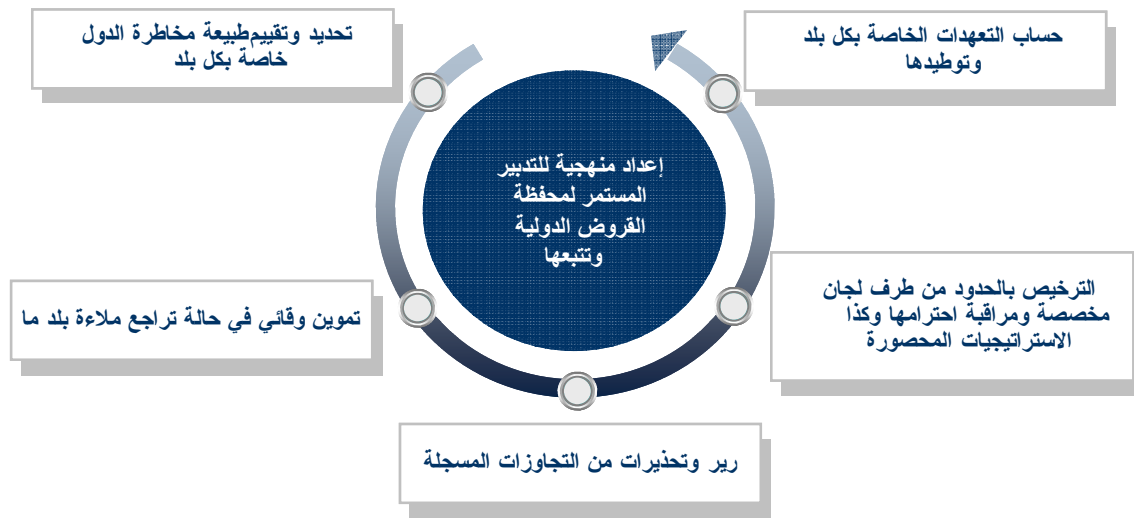 حساب التعهدات الخاصة بكل بلد
وتوطيدها
تحديد وتقييمطبيعة مخاطرة الدول
خاصة بكل بلد
إعداد منهجية للتدبير
المستمر لمحفظة
القروض الدولية
وتتبعها
الترخيص بالحدود من طرف لجان
مخصصة ومراقبة احترامها وكذا
الاستراتيجيات المحصورة
تموين وقائي في حالة تراجع ملاءة بلد ما
رير وتحذيرات من التجاوزات المسجلة